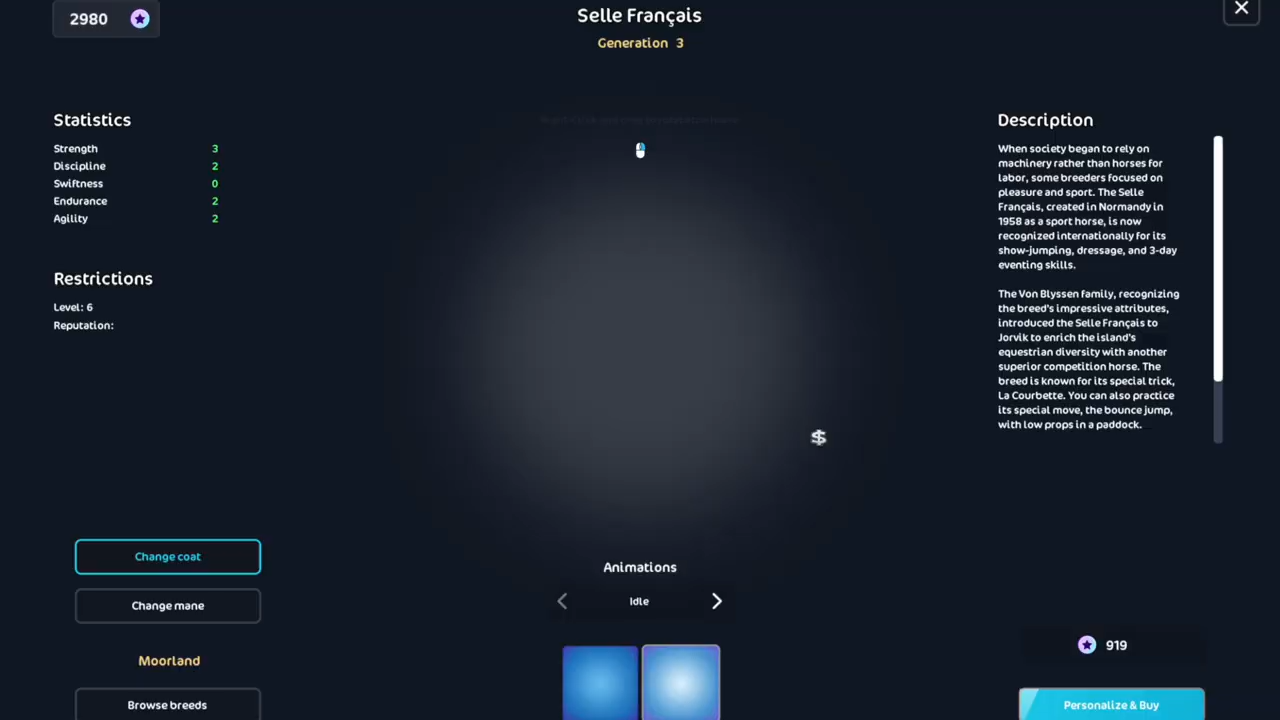 2980
Selle Français
Generation 3
Statistics
Strength 3
Discipline 2
Swiftness 0
Endurance 2
Agility 2
Restrictions
Level: 6
Reputation:
Description
When society began to rely on
machinery rather than horses for
labor, some breeders focused on
pleasure and sport. The Selle
Français, created in Normandy in
1958 as a sport horse, is now
recognized internationally for its
show-jumping, dressage, and 3-day
eventing skills.
The Von Blyssen family, recognizing
the breed's impressive attributes,
introduced the Selle Français to
Jorvik to enrich the island's
equestrian diversity with another
superior competition horse. The
breed is known for its special trick,
La Courbette. You can also practice
its special move, the bounce jump,
with low props in a paddock.
$
Change coat
Change mane
Moorland
Browse breeds
Animations
Idle
919
Personalize & Buy